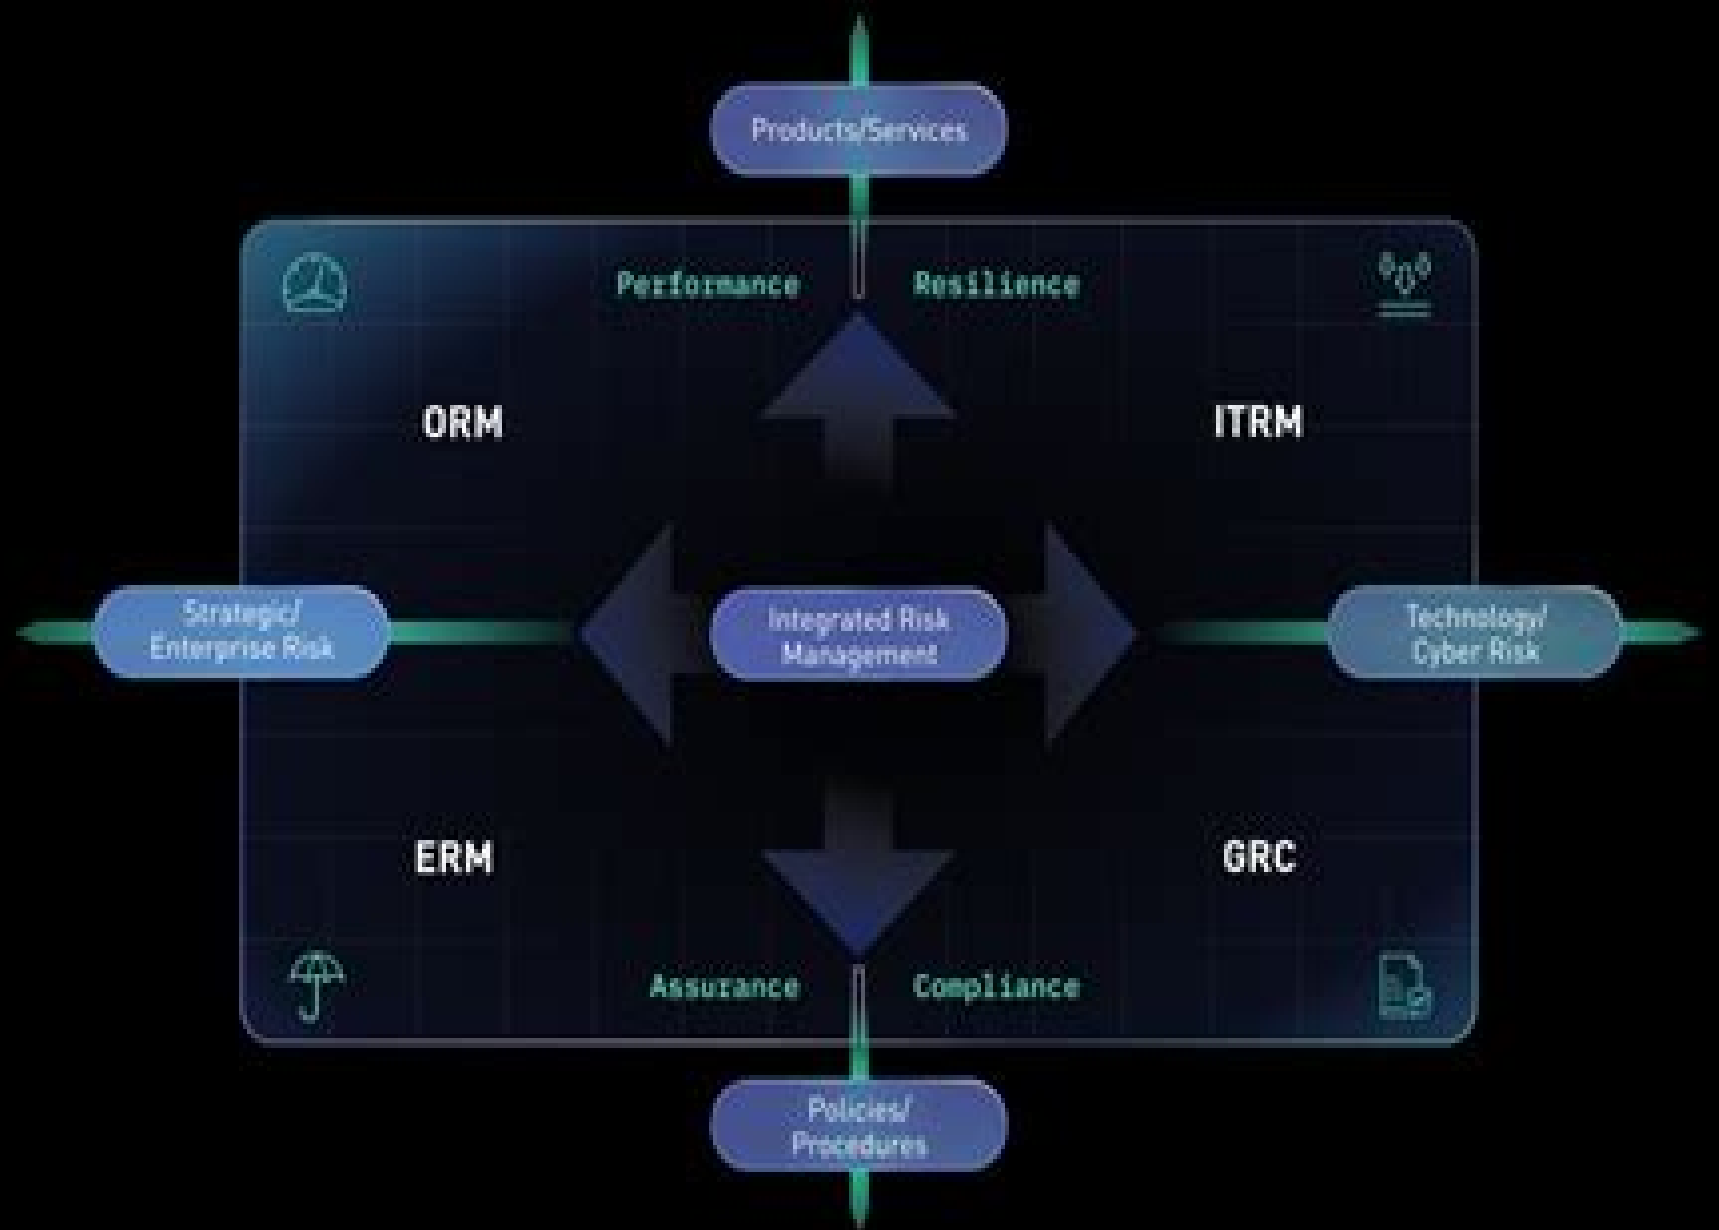 Products/Services
Performance
Resilience
ORM
ITRM
Strategic/
Enterprise Risk
Integrated Risk
Management
Technology/
Cyber Risk
ERM
GRC
Assurance
Compliance
Policies/
Procedures